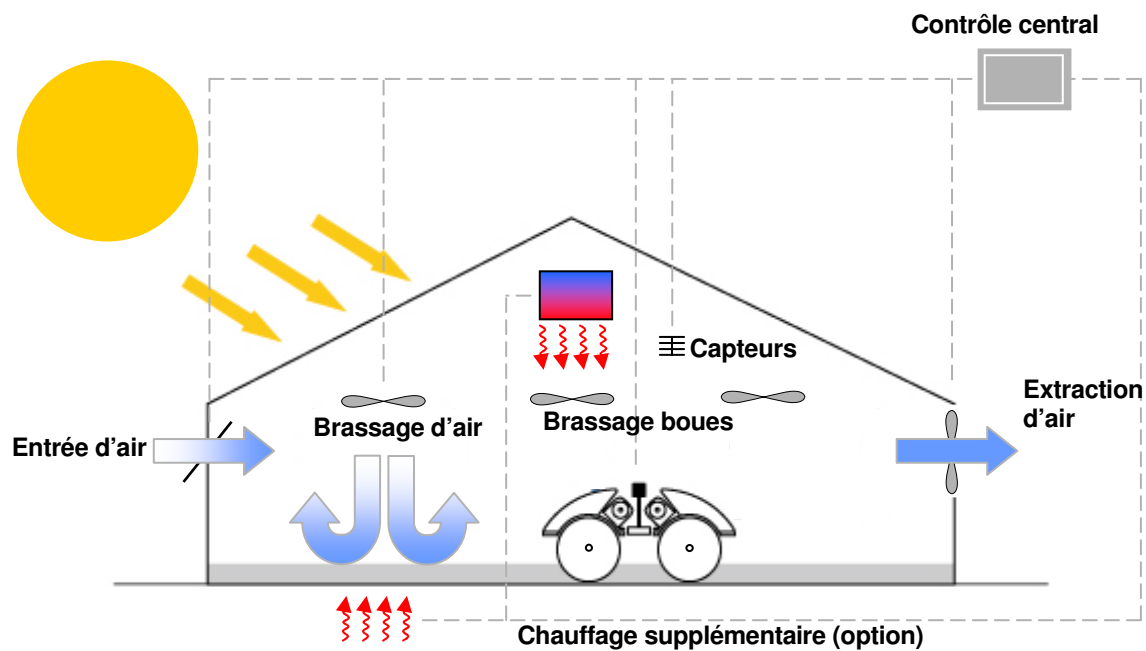 Contrôle central
Capteurs
Extraction
d'air
Brassage d'air
Brassage boues
Entrée d'air
Chauffage supplémentaire (option)